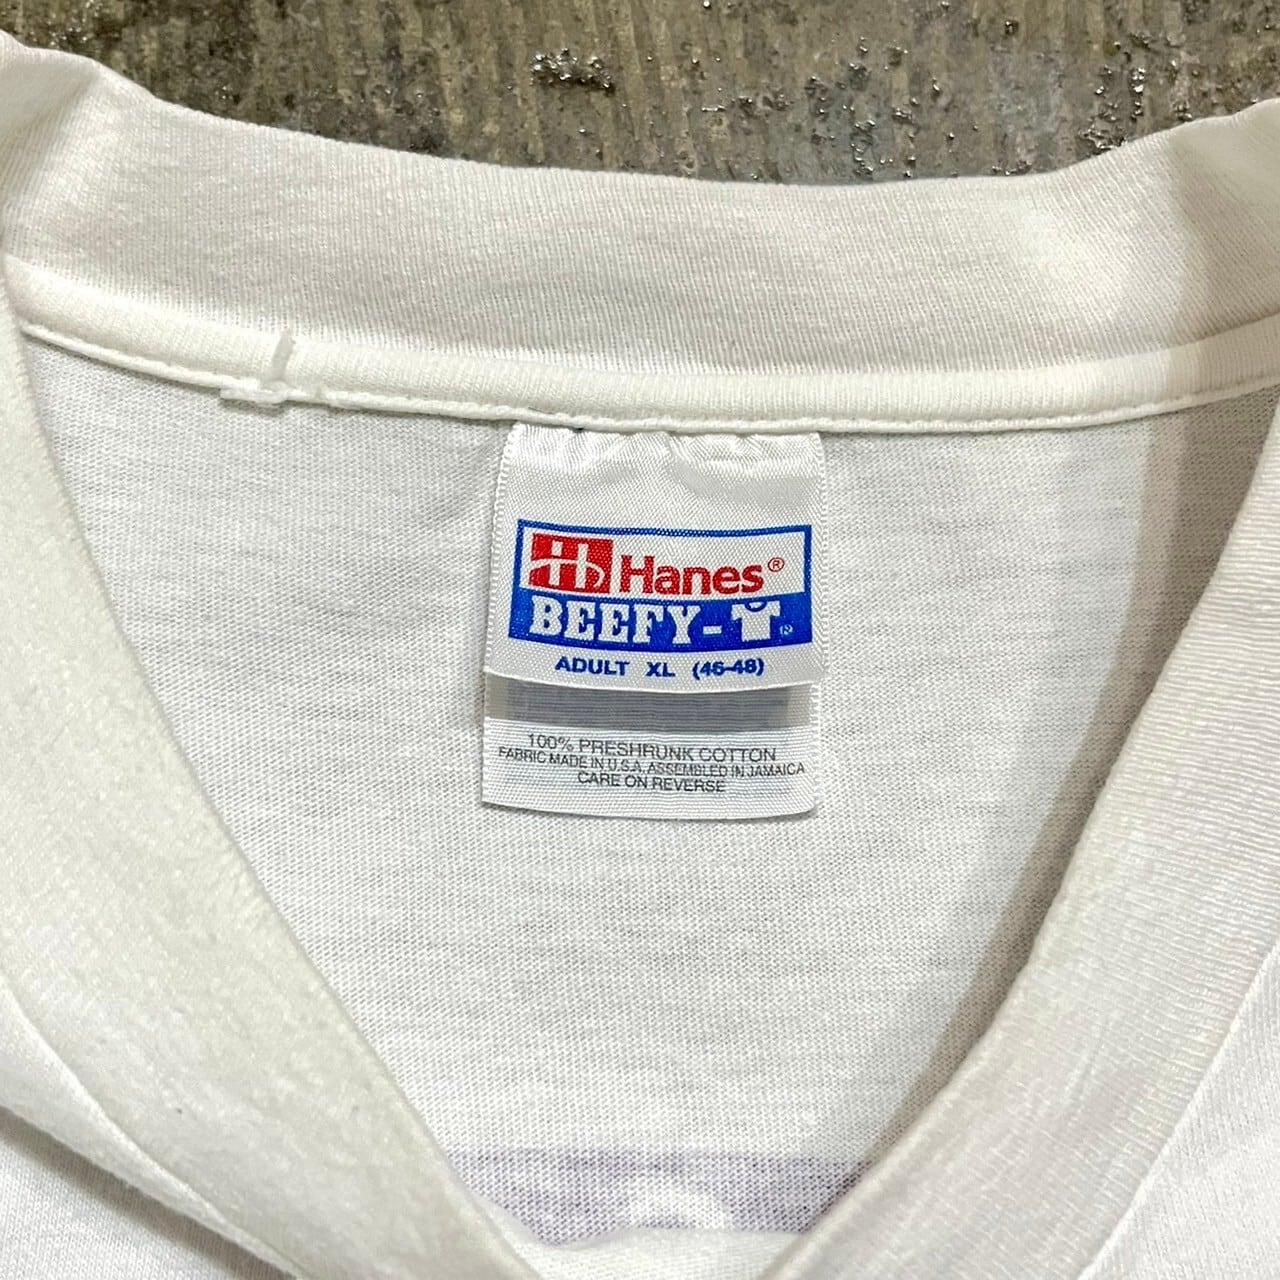 Hanes®
BEEFY-T®
ADULT XL (46-48)
100% PRESHRUNK COTTON
FABRIC MADE IN U.S.A. ASSEMBLED IN JAMAICA
CARE ON REVERSE